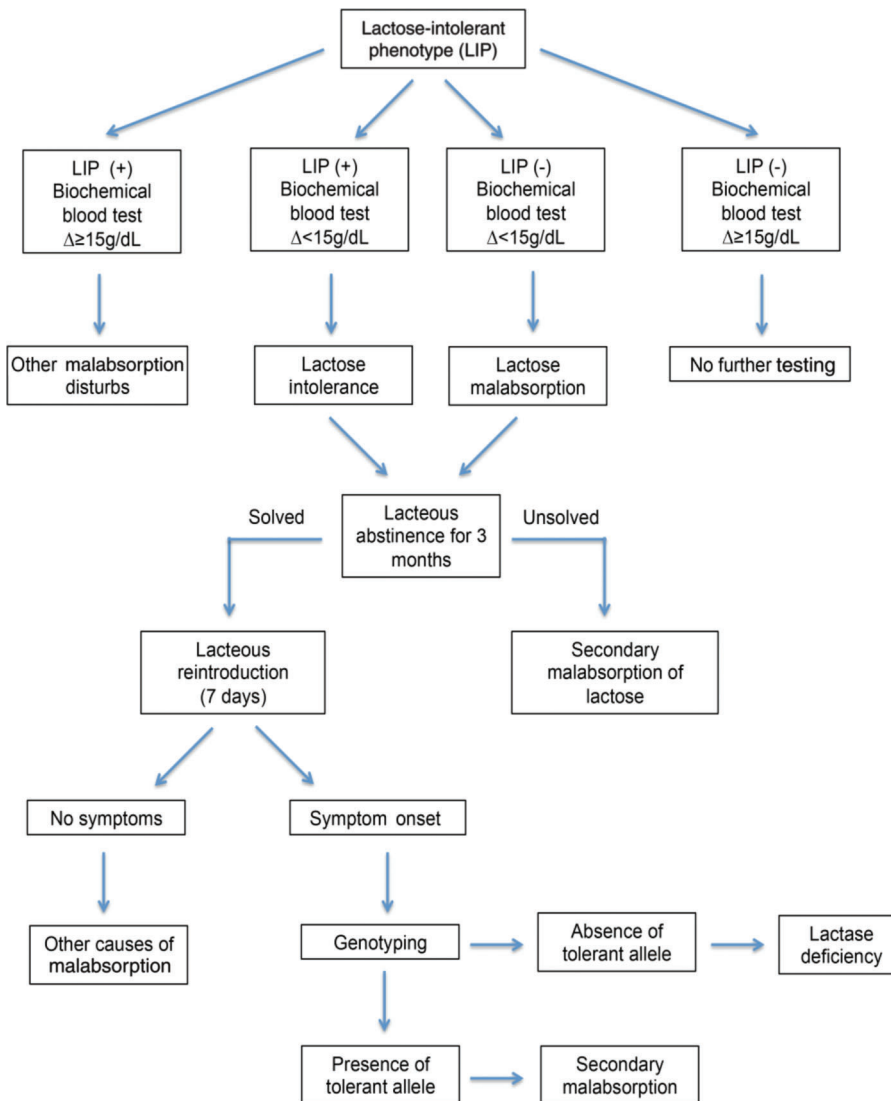 Lactose-intolerant
phenotype (LIP)
LIP (+)
Biochemical
blood test
Δ≥15g/dL
LIP (+)
Biochemical
blood test
Δ<15g/dL
LIP (-)
Biochemical
blood test
Δ<15g/dL
LIP (-)
Biochemical
blood test
Δ≥15g/dL
Other malabsorption
disturbs
Lactose
intolerance
Lactose
malabsorption
No further testing
Solved
Lacteous
abstinence for 3
months
Unsolved
Lacteous
reintroduction
(7 days)
Secondary
malabsorption of
lactose
No symptoms
Symptom onset
Other causes of
malabsorption
Genotyping
Absence of
tolerant allele
Lactase
deficiency
Presence of
tolerant allele
Secondary
malabsorption